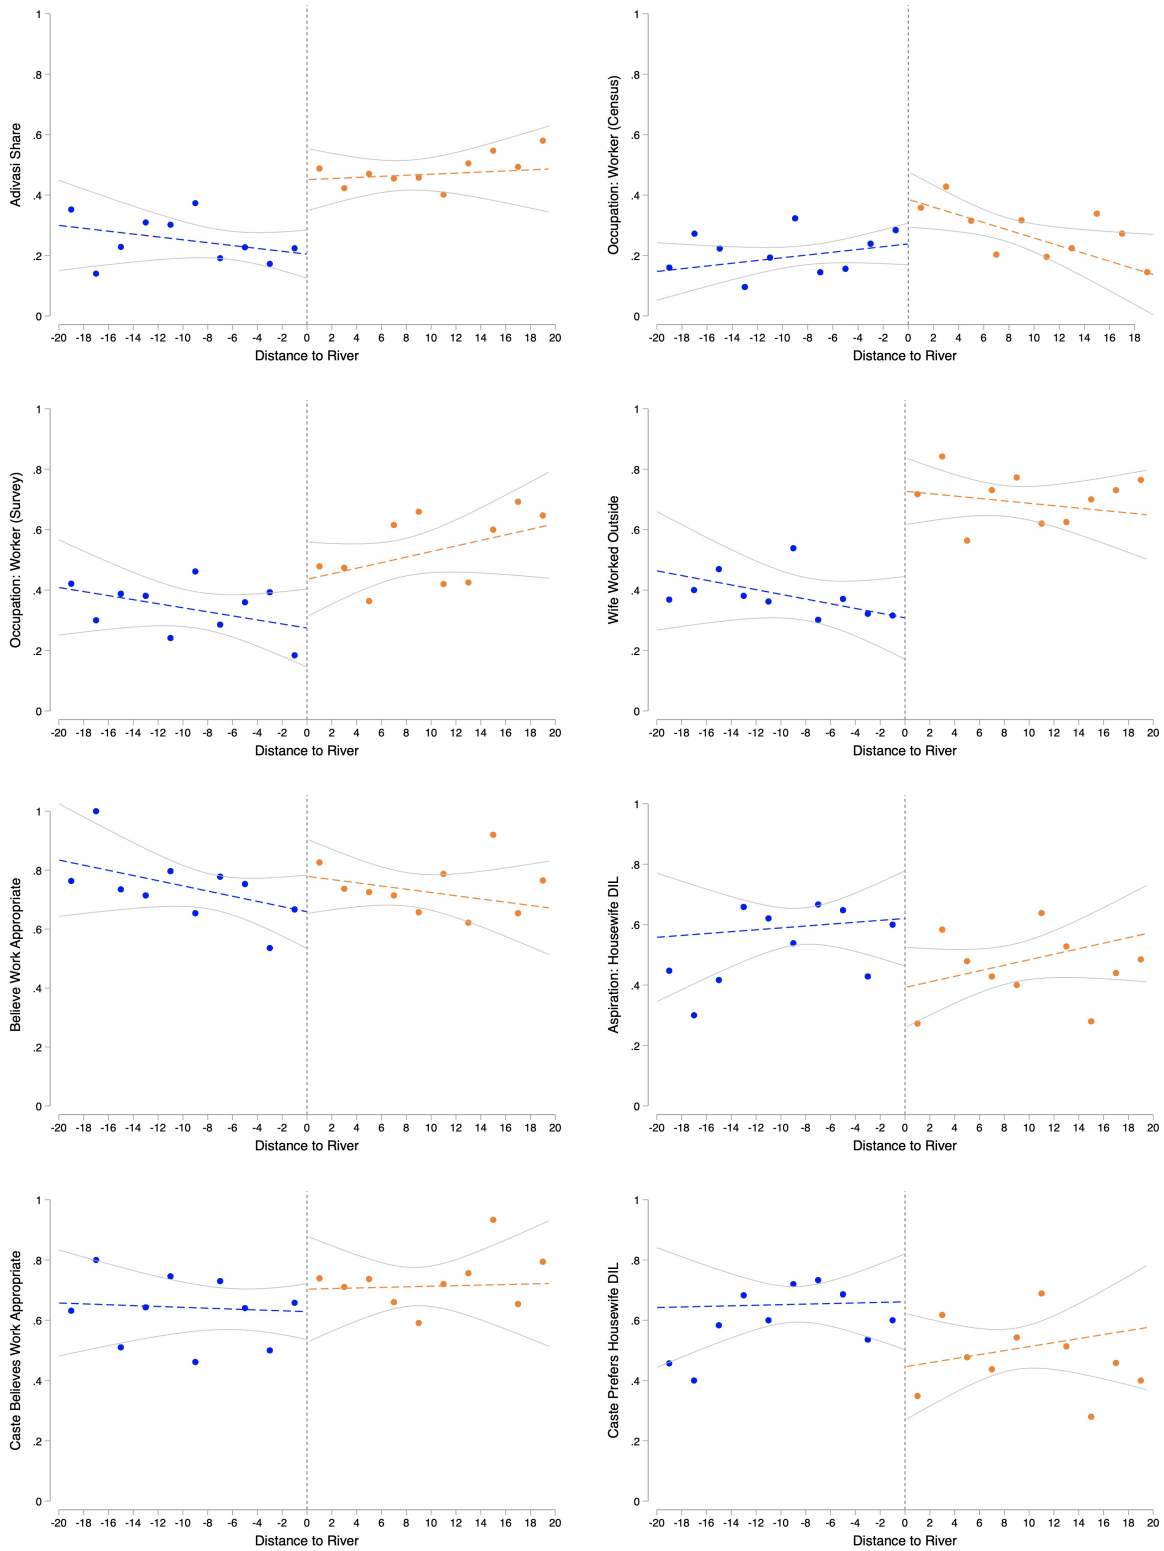 Adivasi Share
1
.8
.6
.4
.2
0
-20 -18 -16 -14 -12 -10 -8 -6 -4 -2 0 2 4 6 8 10 12 14 16 18 20
Distance to River
Occupation: Worker (Census)
1
.8
.6
.4
.2
0
-20 -18 -16 -14 -12 -10 -8 -6 -4 -2 0 2 4 6 8 10 12 14 16 18
Distance to River
Occupation: Worker (Survey)
1
.8
.6
.4
.2
0
-20 -18 -16 -14 -12 -10 -8 -6 -4 -2 0 2 4 6 8 10 12 14 16 18 20
Distance to River
Wife Worked Outside
1
.8
.6
.4
.2
0
-20 -18 -16 -14 -12 -10 -8 -6 -4 -2 0 2 4 6 8 10 12 14 16 18 20
Distance to River
Believe Work Appropriate
1
.8
.6
.4
.2
0
-20 -18 -16 -14 -12 -10 -8 -6 -4 -2 0 2 4 6 8 10 12 14 16 18 20
Distance to River
Aspiration: Housewife DIL
1
.8
.6
.4
.2
0
-20 -18 -16 -14 -12 -10 -8 -6 -4 -2 0 2 4 6 8 10 12 14 16 18 20
Distance to River
Caste Believes Work Appropriate
1
.8
.6
.4
.2
0
-20 -18 -16 -14 -12 -10 -8 -6 -4 -2 0 2 4 6 8 10 12 14 16 18 20
Distance to River
Caste Prefers Housewife DIL
1
.8
.6
.4
.2
0
-20 -18 -16 -14 -12 -10 -8 -6 -4 -2 0 2 4 6 8 10 12 14 16 18 20
Distance to River